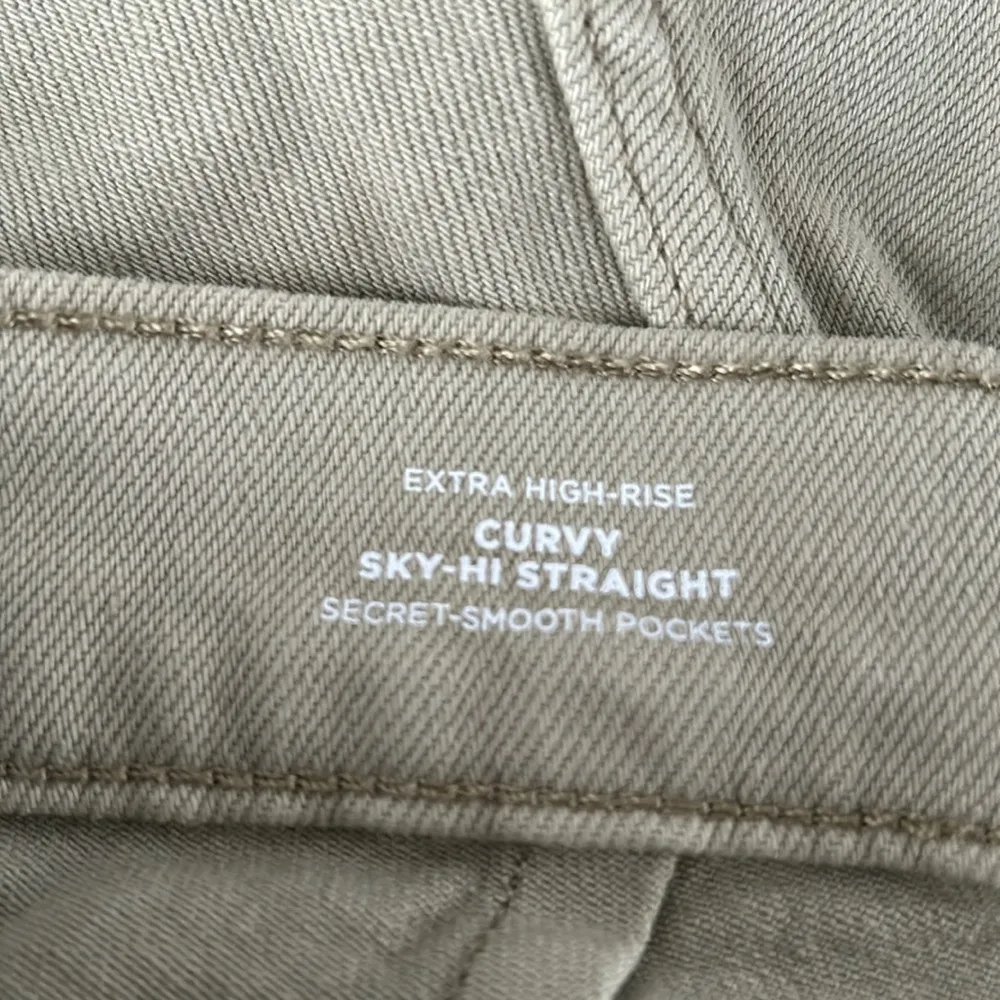 EXTRA HIGH-RISE
CURVY
SKY-HI STRAIGHT
SECRET-SMOOTH POCKETS